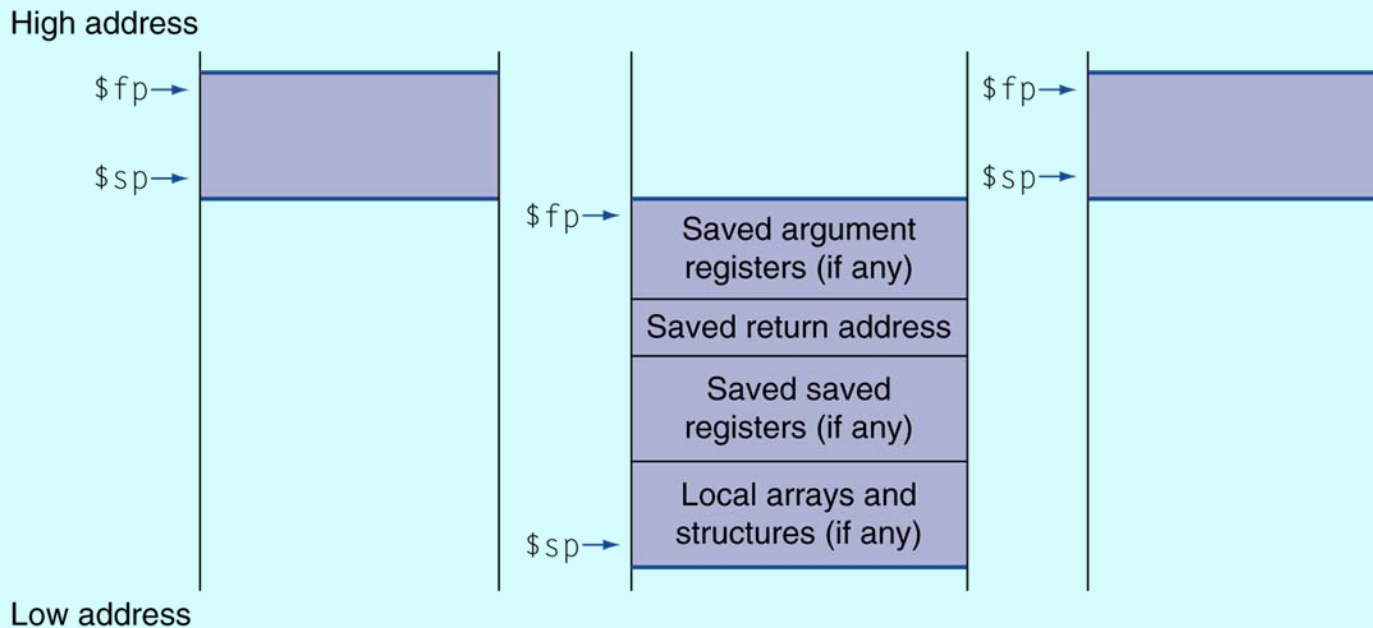 High address
$fp
$sp
$fp
Saved argument
registers (if any)
Saved return address
Saved saved
registers (if any)
Local arrays and
structures (if any)
$sp
$fp
$sp
Low address